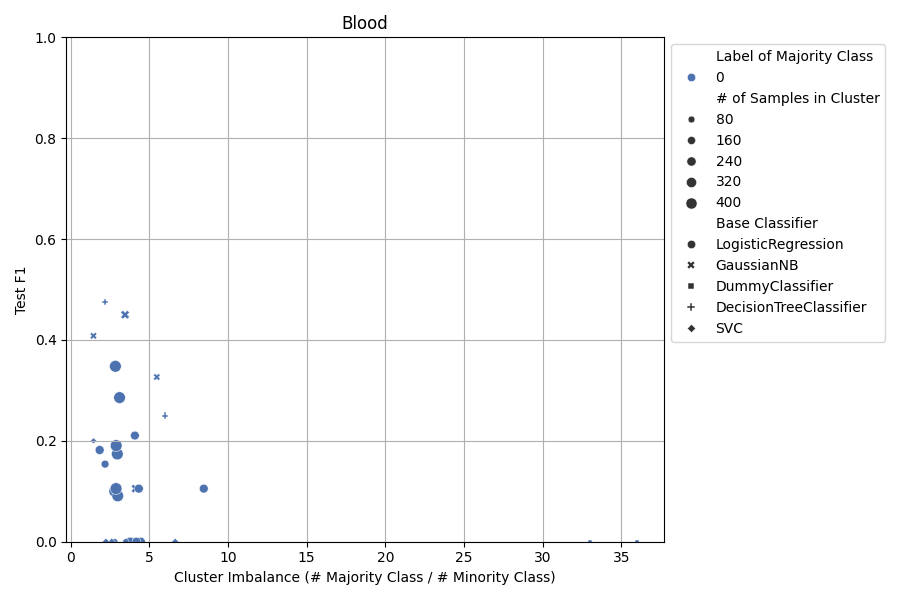 Blood
1.0
0.8
0.6
0.4
0.2
0.0
Test F1
0 5 10 15 20 25 30 35
Cluster Imbalance (# Majority Class / # Minority Class)
Label of Majority Class
0
# of Samples in Cluster
80
160
240
320
400
Base Classifier
LogisticRegression
GaussianNB
DummyClassifier
DecisionTreeClassifier
SVC